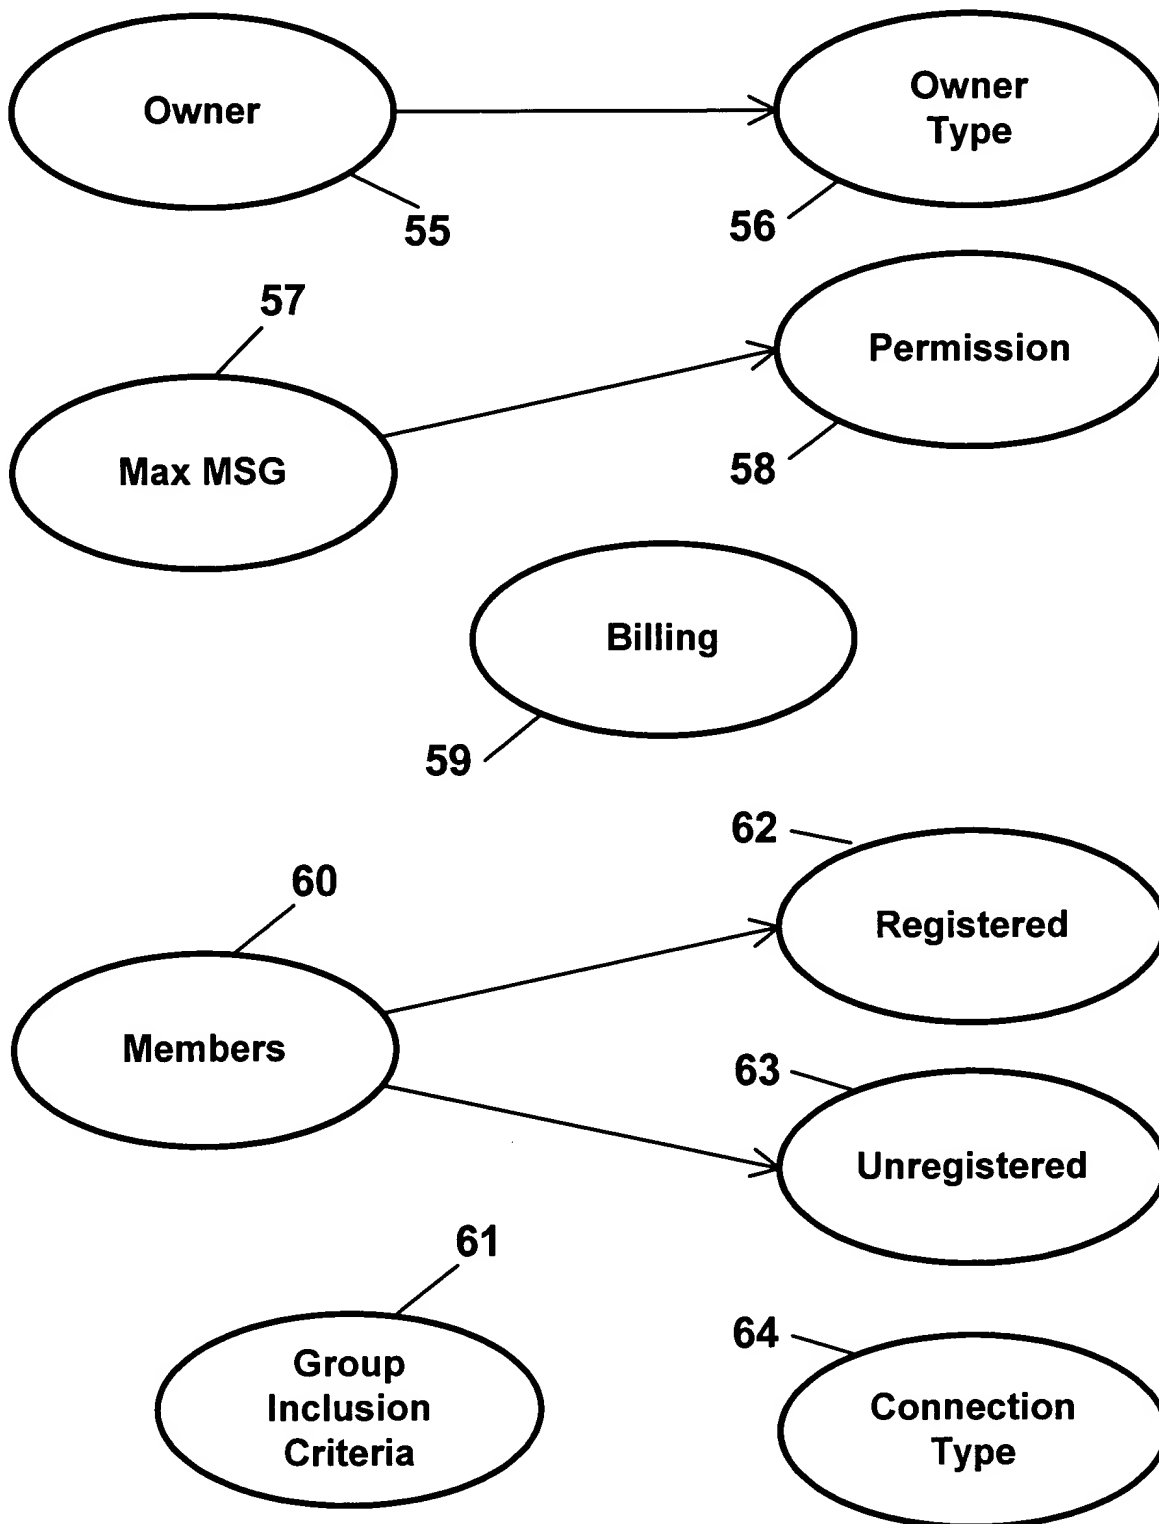 Owner
Owner
Type
55
56
57
Permission
Max MSG
58
Billing
59
62
60
Registered
Members
63
Unregistered
61
64
Group
Inclusion
Criteria
Connection
Type